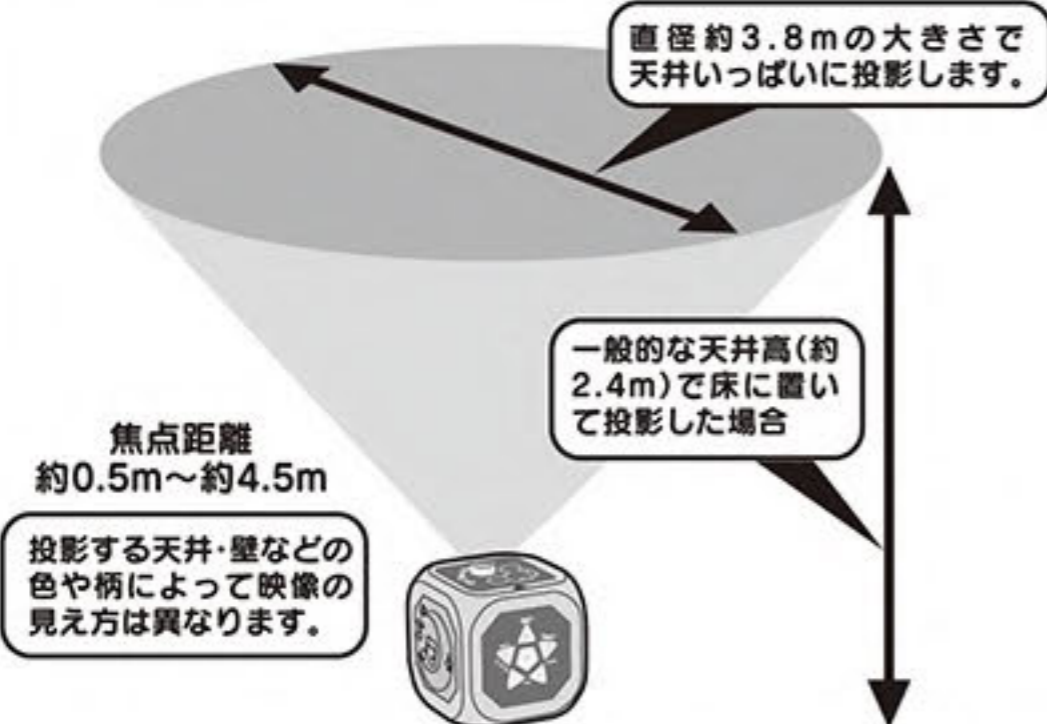 直径約3.8mの大きさで
天井いっぱいに投影します。
一般的な天井高(約
2.4m)で床に置い
て投影した場合
焦点距離
約0.5m〜約4.5m
投影する天井・壁などの
色や柄によって映像の
見え方は異なります。